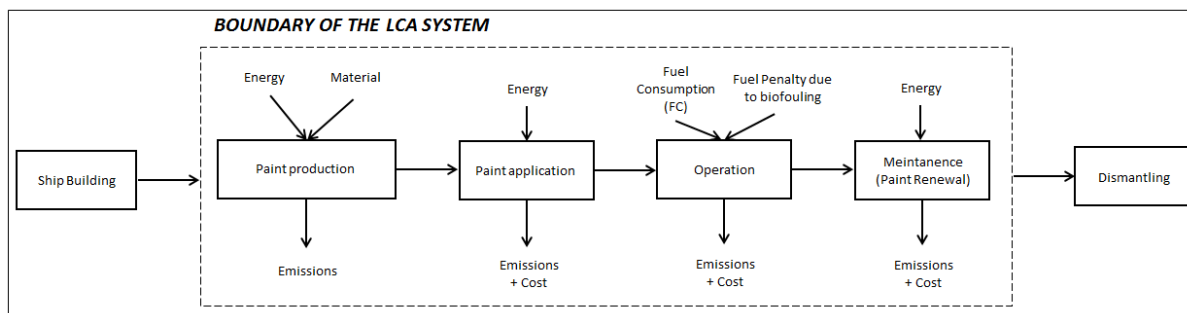 BOUNDARY OF THE LCA SYSTEM
Energy
Material
Energy
Fuel
Consumption
(FC)
Fuel Penalty due
to biofouling
Energy
Ship Building
Paint production
Paint application
Operation
Meintanence
(Paint Renewal)
Dismantling
Emissions
Emissions
+ Cost
Emissions
+ Cost
Emissions
+ Cost